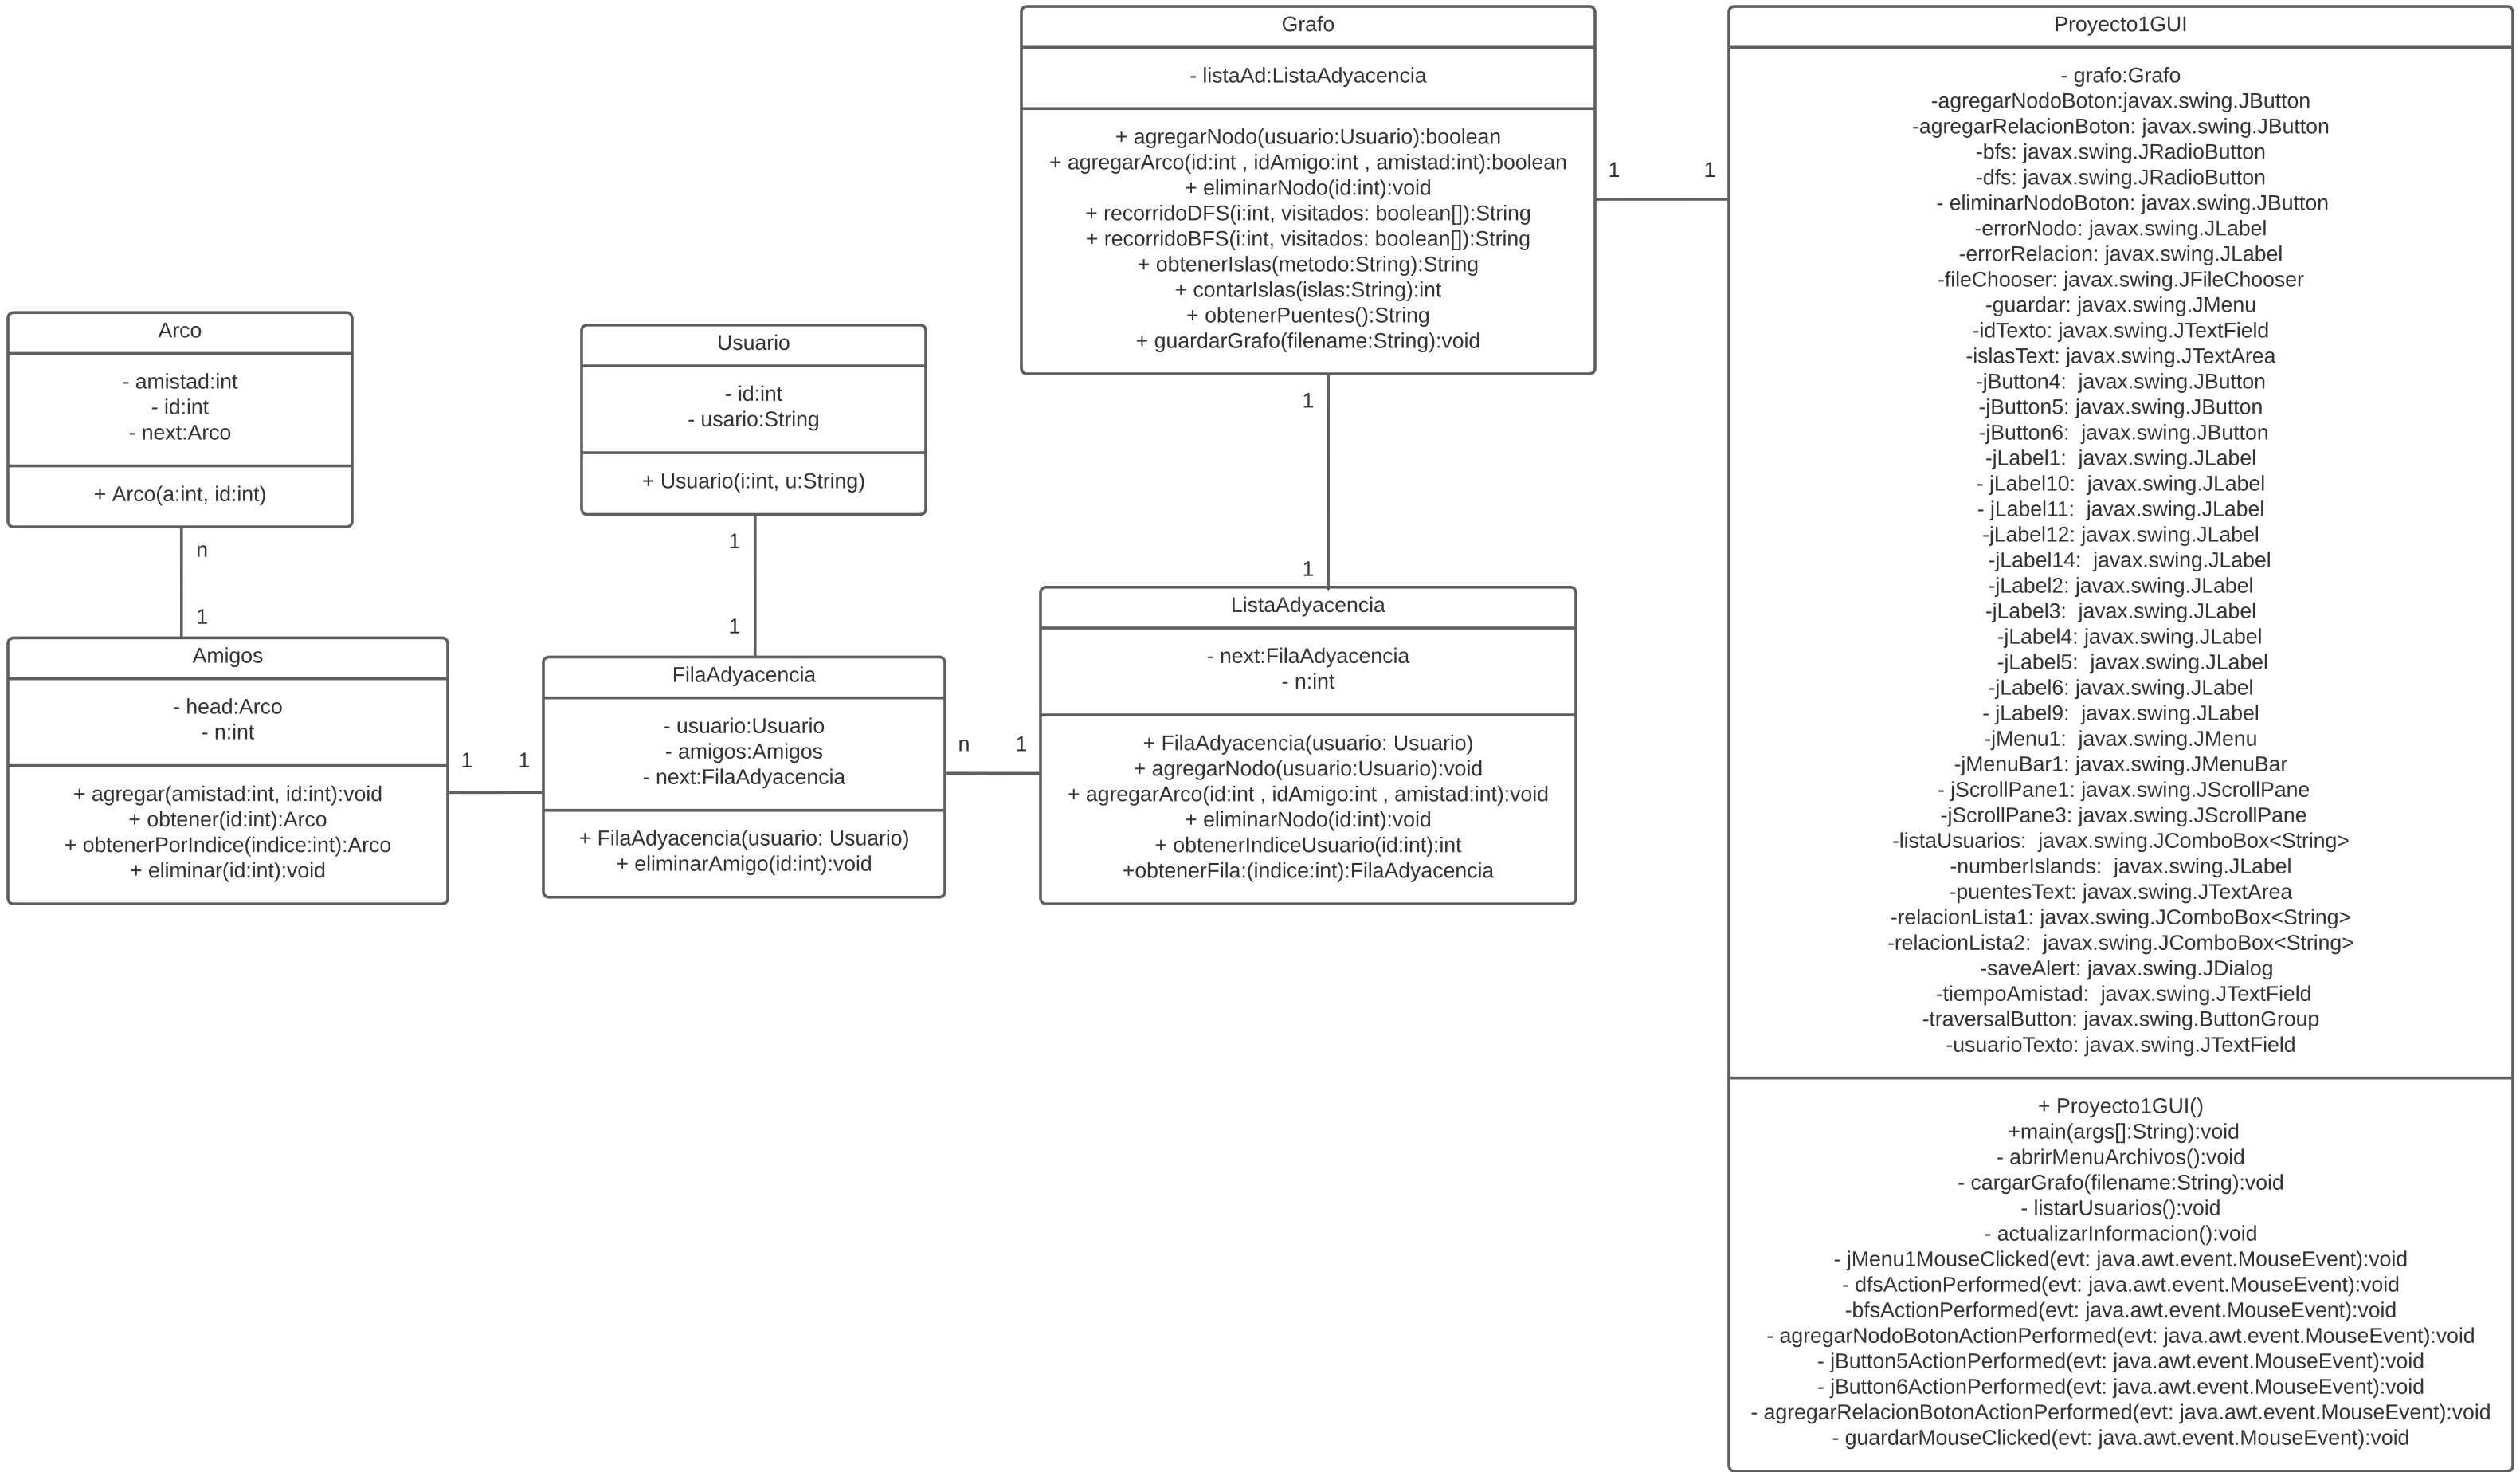 Grafo
- listaAd:ListaAdyacencia
+ agregarNodo(usuario:Usuario):boolean
+ agregarArco(id:int , idAmigo:int , amistad:int):boolean
+ eliminarNodo(id:int):void
+ recorridoDFS(i:int, visitados: boolean[]):String
+ recorridoBFS(i:int, visitados: boolean[]):String
+ obtenerIslas(metodo:String):String
+ contarIslas(islas:String):int
+ obtenerPuentes():String
+ guardarGrafo(filename:String):void
1 1
Proyecto1GUI
- grafo:Grafo
-agregarNodoBoton:javax.swing.JButton
-agregarRelacionBoton: javax.swing.JButton
-bfs: javax.swing.JRadioButton
-dfs: javax.swing.JRadioButton
- eliminarNodoBoton: javax.swing.JButton
-errorNodo: javax.swing.JLabel
-errorRelacion: javax.swing.JLabel
-fileChooser: javax.swing.JFileChooser
-guardar: javax.swing.JMenu
-idTexto: javax.swing.JTextField
-islasText: javax.swing.JTextArea
-jButton4:  javax.swing.JButton
-jButton5: javax.swing.JButton
-jButton6:  javax.swing.JButton
-jLabel1:  javax.swing.JLabel
- jLabel10:  javax.swing.JLabel
- jLabel11:  javax.swing.JLabel
-jLabel12: javax.swing.JLabel
-jLabel14:  javax.swing.JLabel
-jLabel2: javax.swing.JLabel
-jLabel3:  javax.swing.JLabel
-jLabel4: javax.swing.JLabel
-jLabel5:  javax.swing.JLabel
-jLabel6: javax.swing.JLabel
- jLabel9:  javax.swing.JLabel
-jMenu1:  javax.swing.JMenu
-jMenuBar1: javax.swing.JMenuBar
- jScrollPane1: javax.swing.JScrollPane
-jScrollPane3: javax.swing.JScrollPane
-listaUsuarios:  javax.swing.JComboBox<String>
-numberIslands:  javax.swing.JLabel
-puentesText: javax.swing.JTextArea
-relacionLista1: javax.swing.JComboBox<String>
-relacionLista2:  javax.swing.JComboBox<String>
-saveAlert: javax.swing.JDialog
-tiempoAmistad:  javax.swing.JTextField
-traversalButton: javax.swing.ButtonGroup
-usuarioTexto: javax.swing.JTextField
+ Proyecto1GUI()
+main(args[]:String):void
- abrirMenuArchivos():void
- cargarGrafo(filename:String):void
- listarUsuarios():void
- actualizarInformacion():void
- jMenu1MouseClicked(evt: java.awt.event.MouseEvent):void
- dfsActionPerformed(evt: java.awt.event.MouseEvent):void
-bfsActionPerformed(evt: java.awt.event.MouseEvent):void
- agregarNodoBotonActionPerformed(evt: java.awt.event.MouseEvent):void
- jButton5ActionPerformed(evt: java.awt.event.MouseEvent):void
- jButton6ActionPerformed(evt: java.awt.event.MouseEvent):void
- agregarRelacionBotonActionPerformed(evt: java.awt.event.MouseEvent):void
- guardarMouseClicked(evt: java.awt.event.MouseEvent):void
Arco
- amistad:int
- id:int
- next:Arco
+ Arco(a:int, id:int)
n
1
Usuario
- id:int
- usario:String
+ Usuario(i:int, u:String)
1
1
1
1
Amigos
- head:Arco
- n:int
+ agregar(amistad:int, id:int):void
+ obtener(id:int):Arco
+ obtenerPorIndice(indice:int):Arco
+ eliminar(id:int):void
1 1
FilaAdyacencia
- usuario:Usuario
- amigos:Amigos
- next:FilaAdyacencia
+ FilaAdyacencia(usuario: Usuario)
+ eliminarAmigo(id:int):void
n 1
ListaAdyacencia
- next:FilaAdyacencia
- n:int
+ FilaAdyacencia(usuario: Usuario)
+ agregarNodo(usuario:Usuario):void
+ agregarArco(id:int , idAmigo:int , amistad:int):void
+ eliminarNodo(id:int):void
+ obtenerIndiceUsuario(id:int):int
+obtenerFila:(indice:int):FilaAdyacencia